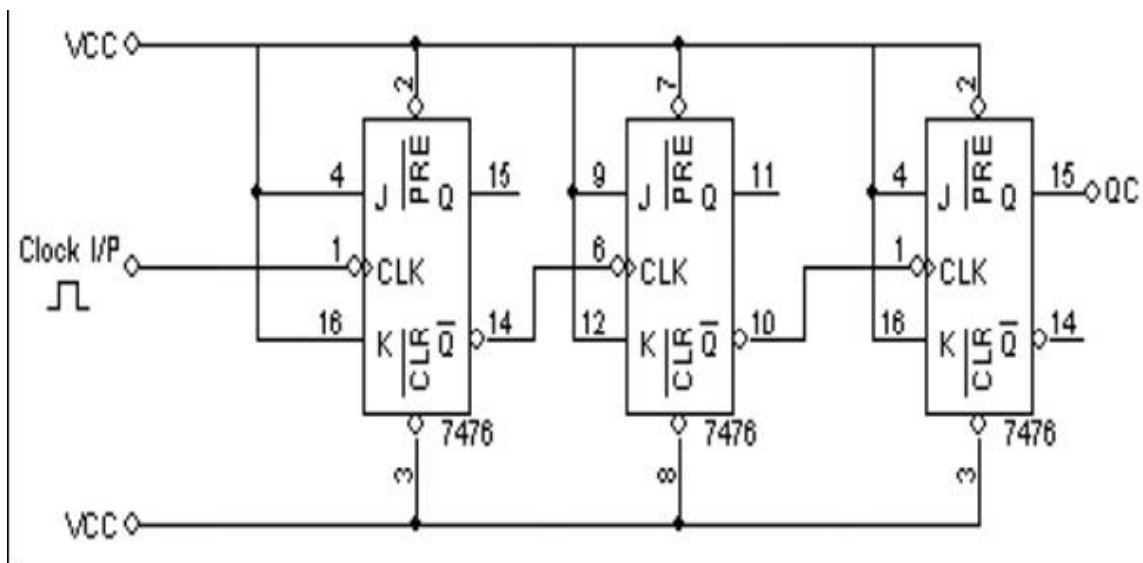 VCC
2 7 2
4 J PRE Q 15 9 J PRE Q 11 4 J PRE Q 15 QC
Clock I/P 1 CLK 6 CLK 1 CLK
16 K CLR Q̅ 14 12 K CLR Q̅ 10 16 K CLR Q̅ 14
7476 7476 7476
3 8 3
VCC